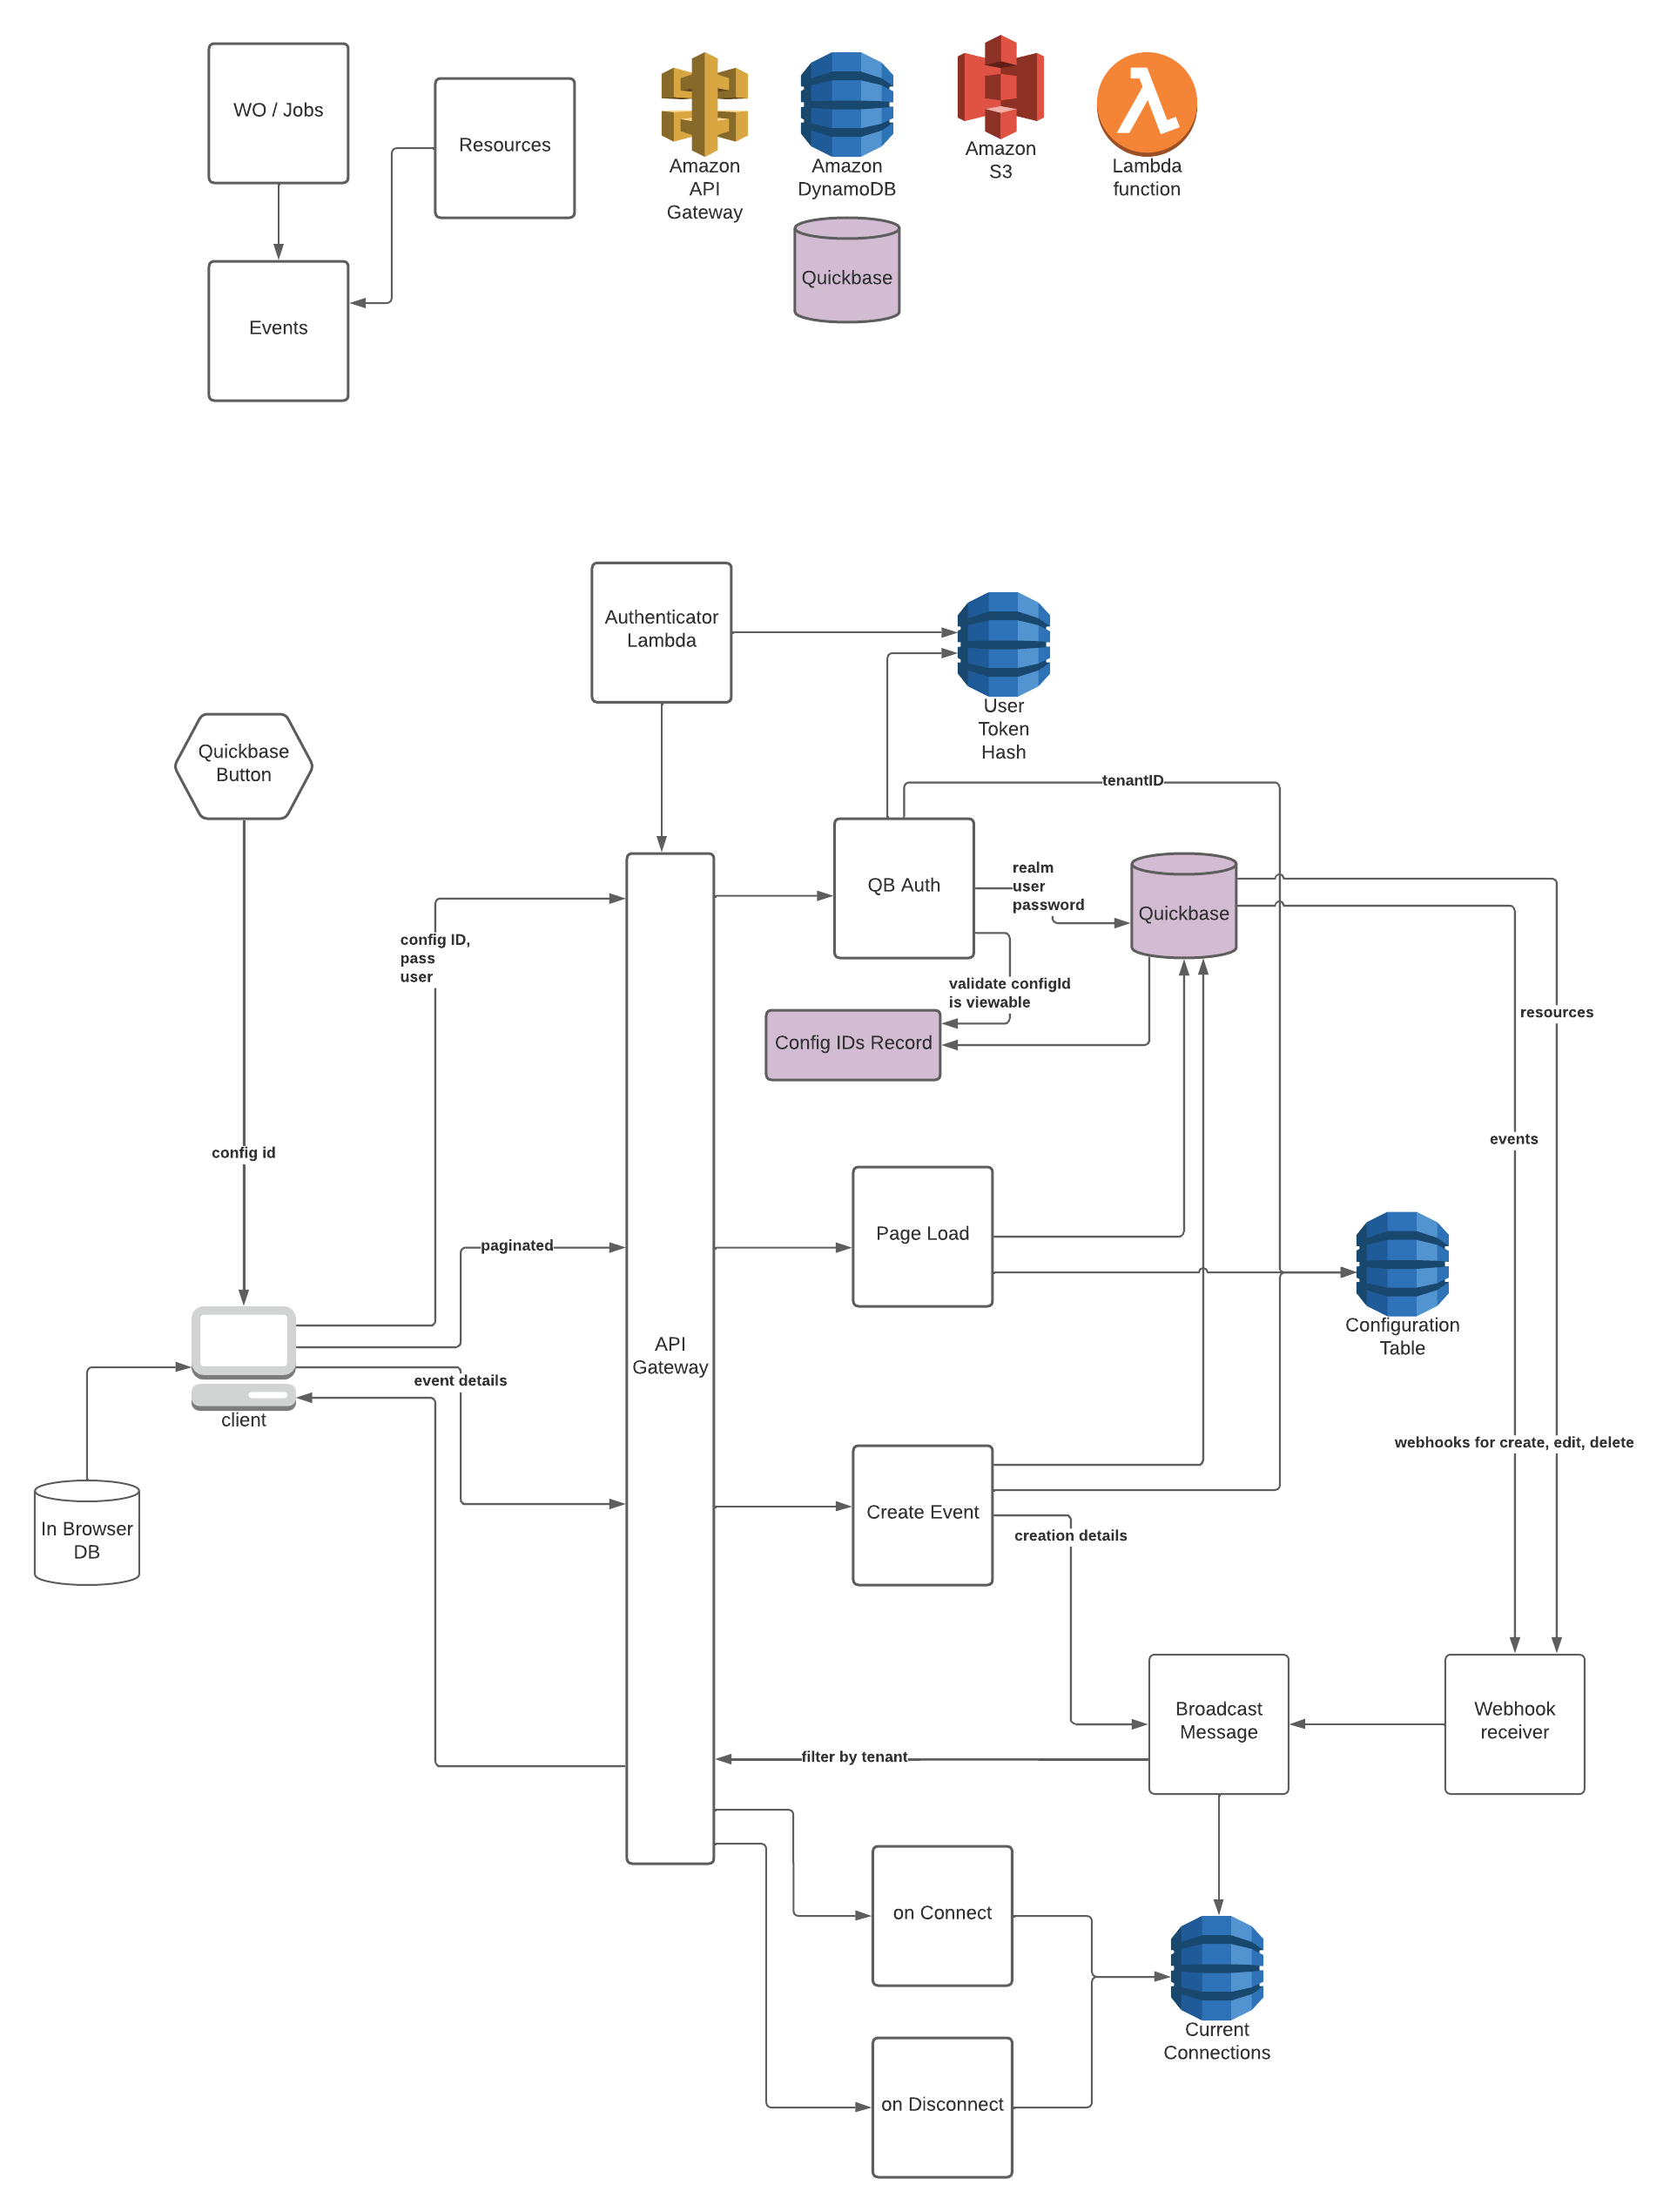 WO / Jobs
Resources
Events
Amazon
API
Gateway
Amazon
DynamoDB
Amazon
S3
Lambda
function
Quickbase
Authenticator
Lambda
User
Token
Hash
Quickbase
Button
tenantID
QB Auth
realm
user
password
Quickbase
config ID,
pass
user
validate configId
is viewable
Config IDs Record
resources
events
config id
paginated
Page Load
Configuration
Table
API
Gateway
event details
client
webhooks for create, edit, delete
In Browser
DB
Create Event
creation details
Broadcast
Message
Webhook
receiver
filter by tenant
on Connect
Current
Connections
on Disconnect